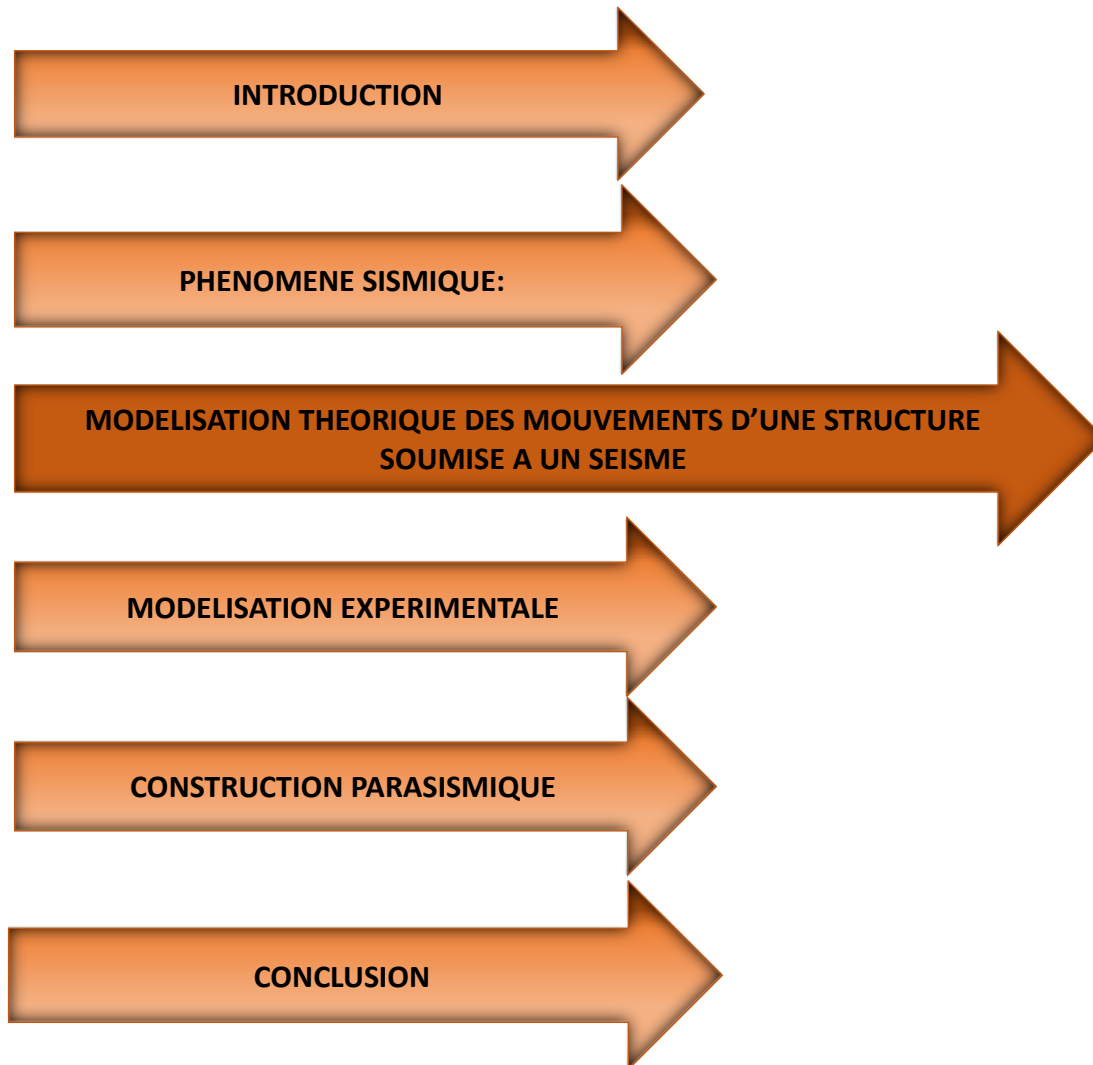 INTRODUCTION
PHENOMENE SISMIQUE:
MODELISATION THEORIQUE DES MOUVEMENTS D’UNE STRUCTURE
SOUMISE A UN SEISME
MODELISATION EXPERIMENTALE
CONSTRUCTION PARASISMIQUE
CONCLUSION